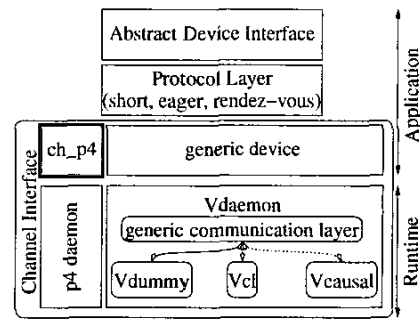 Abstract Device Interface
Protocol Layer
(short, eager, rendez-vous)
Application
Channel Interface
ch_p4
generic device
p4 daemon
Vdaemon
generic communication layer
Vdummy
Vcl
Vcausal
Runtime